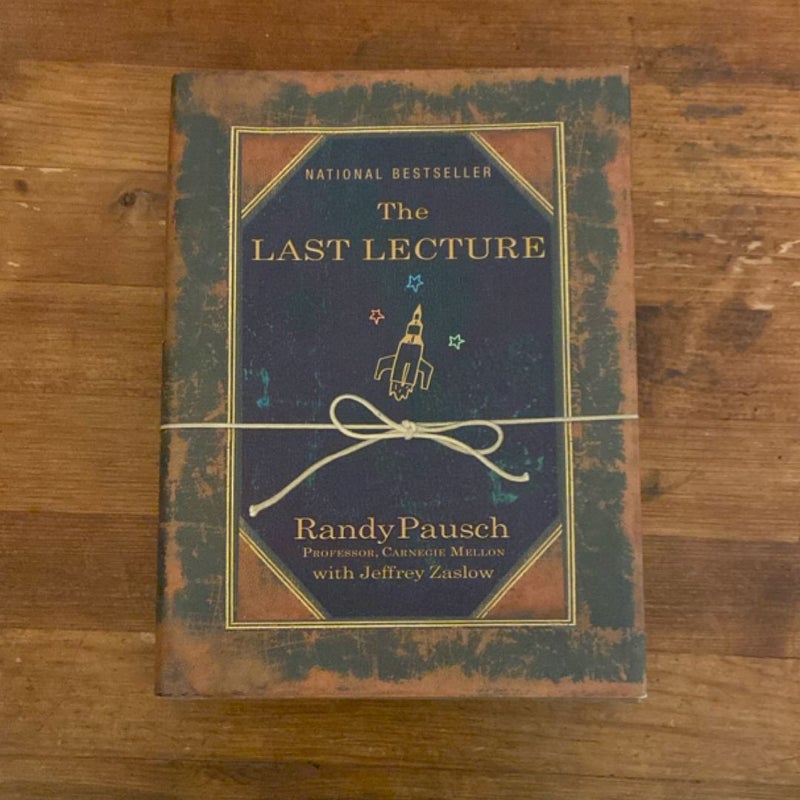 NATIONAL BESTSELLER
The
LAST LECTURE
Randy Pausch
PROFESSOR, CARNEGIE MELLON
with Jeffrey Zaslow